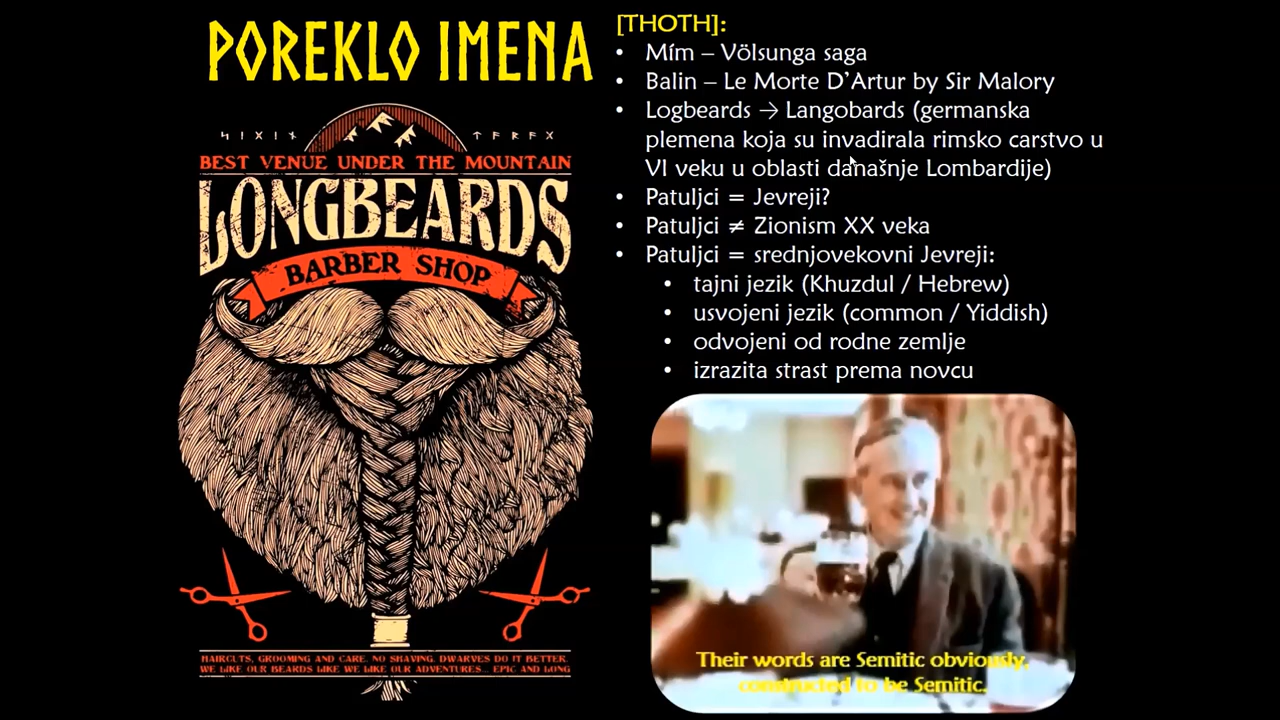 POREKLO IMENA
BEST VENUE UNDER THE MOUNTAIN
LONGBEARDS
BARBER SHOP
HAIRCUTS, GROOMING AND CARE. NO SHAVING. DWARVES DO IT BETTER.
WE LIKE OUR BEARDS LIKE WE LIKE OUR ADVENTURES... EPIC AND LONG
[THOTH]:
• Mím – Völsunga saga
• Balin – Le Morte D'Artur by Sir Malory
• Logbeards → Langobards (germanska
plemena koja su invadirala rimsko carstvo u
VI veku u oblasti današnje Lombardije)
• Patuljci = Jevreji?
• Patuljci ≠ Zionism XX veka
• Patuljci = srednjovekovni Jevreji:
• tajni jezik (Khuzdul / Hebrew)
• usvojeni jezik (common / Yiddish)
• odvojeni od rodne zemlje
• izrazita strast prema novcu
Their words are Semitic obviously,
constructed to be Semitic.